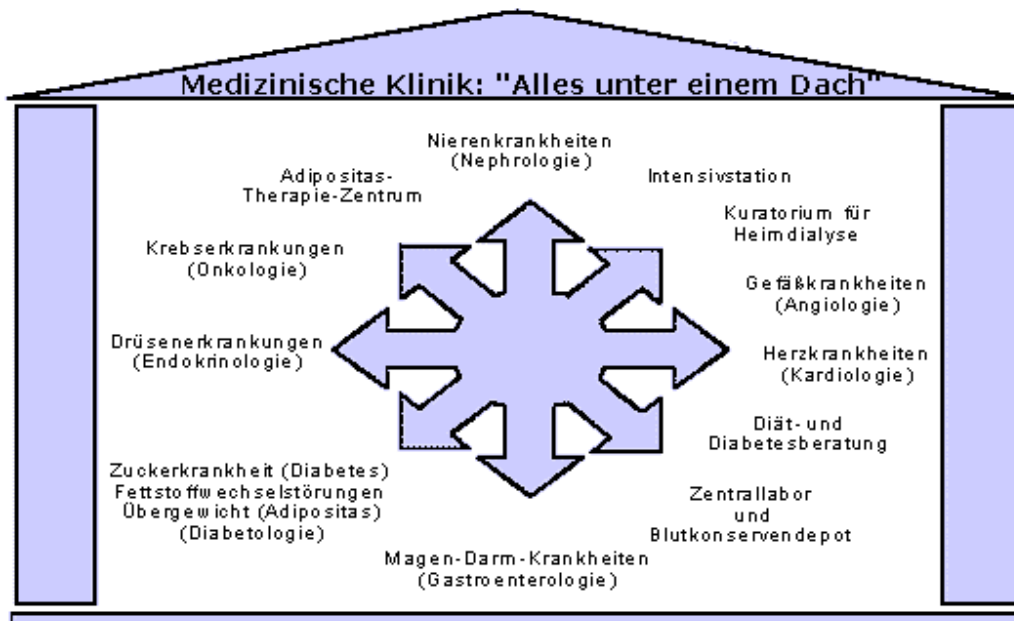 Medizinische Klinik: "Alles unter einem Dach"
Nierenkrankheiten
(Nephrologie)
Adipositas-
Therapie-Zentrum
Intensivstation
Kuratorium für
Heimdialyse
Krebserkrankungen
(Onkologie)
Gefäßkrankheiten
(Angiologie)
Drüsenerkrankungen
(Endokrinologie)
Herzkrankheiten
(Kardiologie)
Diät- und
Diabetesberatung
Zuckerkrankheit (Diabetes)
Fettstoffwechselstörungen
Übergewicht (Adipositas)
(Diabetologie)
Zentrallabor
und
Blutkonservendepot
Magen-Darm-Krankheiten
(Gastroenterologie)